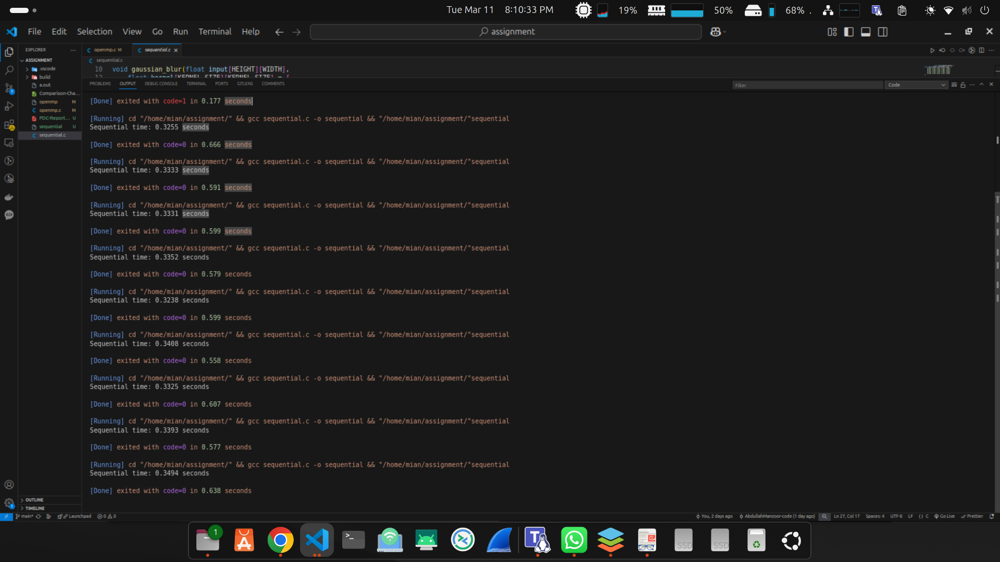 Tue Mar 11 8:10:33 PM 19% 50% 68% .
File Edit Selection View Go Run Terminal Help assignment
EXPLORER
ASSIGNMENT
.vscode
build
a.out
Comparison-Cha...
openmp M
openmp.c M
PDC-Report... U
sequential U
sequential.c
OUTLINE
TIMELINE
openmp.c M sequential.c
sequential.c
10 void gaussian_blur(float input[HEIGHT][WIDTH],
12 float kernel[KERNEL_SIZE][KERNEL_SIZE] = {
PROBLEMS OUTPUT DEBUG CONSOLE TERMINAL PORTS GITLENS COMMENTS Filter Code
[Done] exited with code=1 in 0.177 seconds
[Running] cd "/home/mian/assignment/" && gcc sequential.c -o sequential && "/home/mian/assignment/"sequential
Sequential time: 0.3255 seconds
[Done] exited with code=0 in 0.666 seconds
[Running] cd "/home/mian/assignment/" && gcc sequential.c -o sequential && "/home/mian/assignment/"sequential
Sequential time: 0.3333 seconds
[Done] exited with code=0 in 0.591 seconds
[Running] cd "/home/mian/assignment/" && gcc sequential.c -o sequential && "/home/mian/assignment/"sequential
Sequential time: 0.3331 seconds
[Done] exited with code=0 in 0.599 seconds
[Running] cd "/home/mian/assignment/" && gcc sequential.c -o sequential && "/home/mian/assignment/"sequential
Sequential time: 0.3352 seconds
[Done] exited with code=0 in 0.579 seconds
[Running] cd "/home/mian/assignment/" && gcc sequential.c -o sequential && "/home/mian/assignment/"sequential
Sequential time: 0.3238 seconds
[Done] exited with code=0 in 0.599 seconds
[Running] cd "/home/mian/assignment/" && gcc sequential.c -o sequential && "/home/mian/assignment/"sequential
Sequential time: 0.3408 seconds
[Done] exited with code=0 in 0.558 seconds
[Running] cd "/home/mian/assignment/" && gcc sequential.c -o sequential && "/home/mian/assignment/"sequential
Sequential time: 0.3325 seconds
[Done] exited with code=0 in 0.607 seconds
[Running] cd "/home/mian/assignment/" && gcc sequential.c -o sequential && "/home/mian/assignment/"sequential
Sequential time: 0.3393 seconds
[Done] exited with code=0 in 0.577 seconds
[Running] cd "/home/mian/assignment/" && gcc sequential.c -o sequential && "/home/mian/assignment/"sequential
Sequential time: 0.3494 seconds
[Done] exited with code=0 in 0.638 seconds
main* Launchpad 0 0 You, 2 days ago AbdullahManzoor-code (1 day ago) Ln 27, Col 17 Spaces: 4 UTF-8 LF {} C Go Live Prettier
1
T
SSD SSD